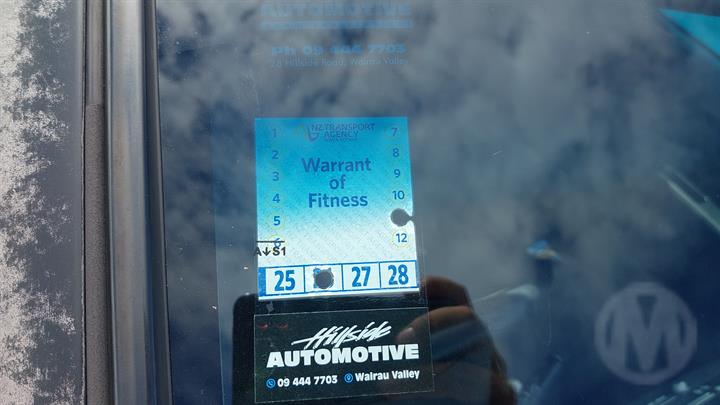 AUTOMOTIVE
Ph 09 444 7703
28 Hillside Road, Wairau Valley
NZ TRANSPORT
AGENCY
1 7
2 8
3 9
4 10
5
6 12
Warrant
of
Fitness
A↓S1
25 27 28
Hillside
AUTOMOTIVE
09 444 7703 Wairau Valley
M